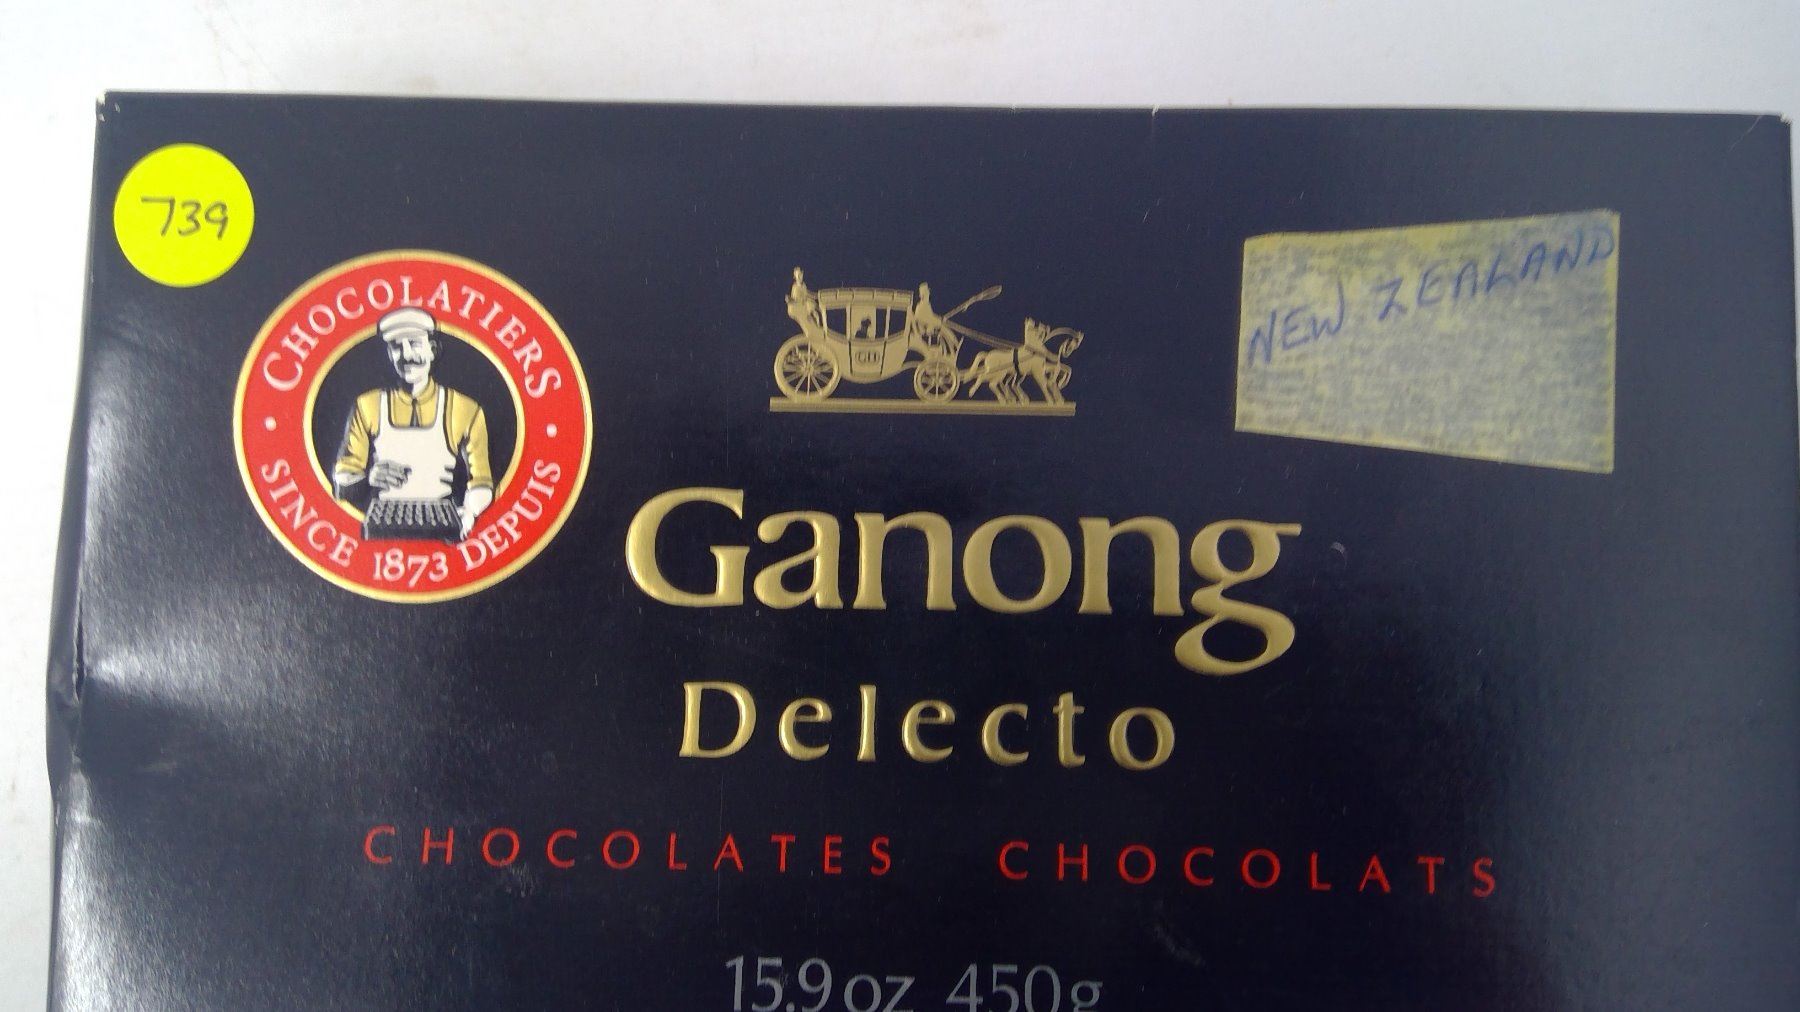 739
CHOCOLATIERS
SINCE 1873 DEPUIS
NEW ZEALAND
Ganong
Delecto
CHOCOLATES CHOCOLATS
15.9 oz 450g